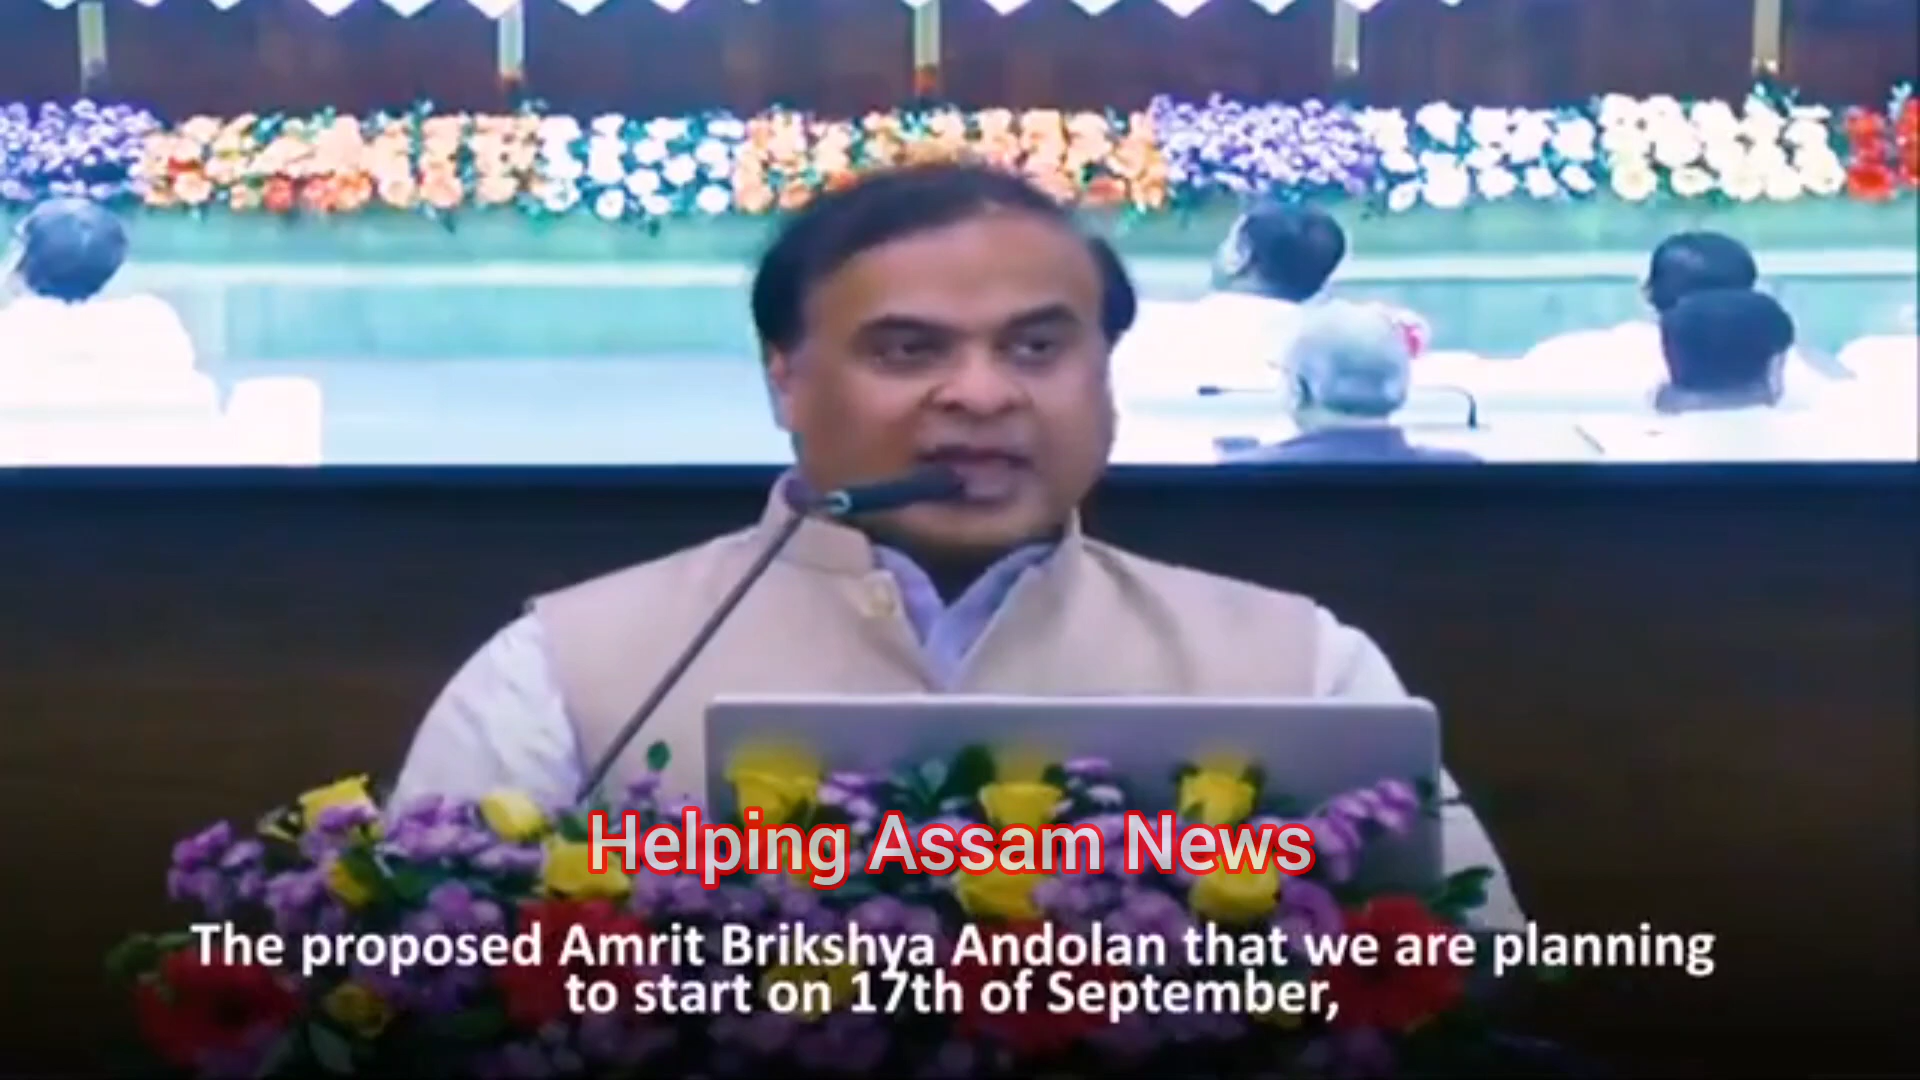 Helping Assam News
The proposed Amrit Brikshya Andolan that we are planning
to start on 17th of September,